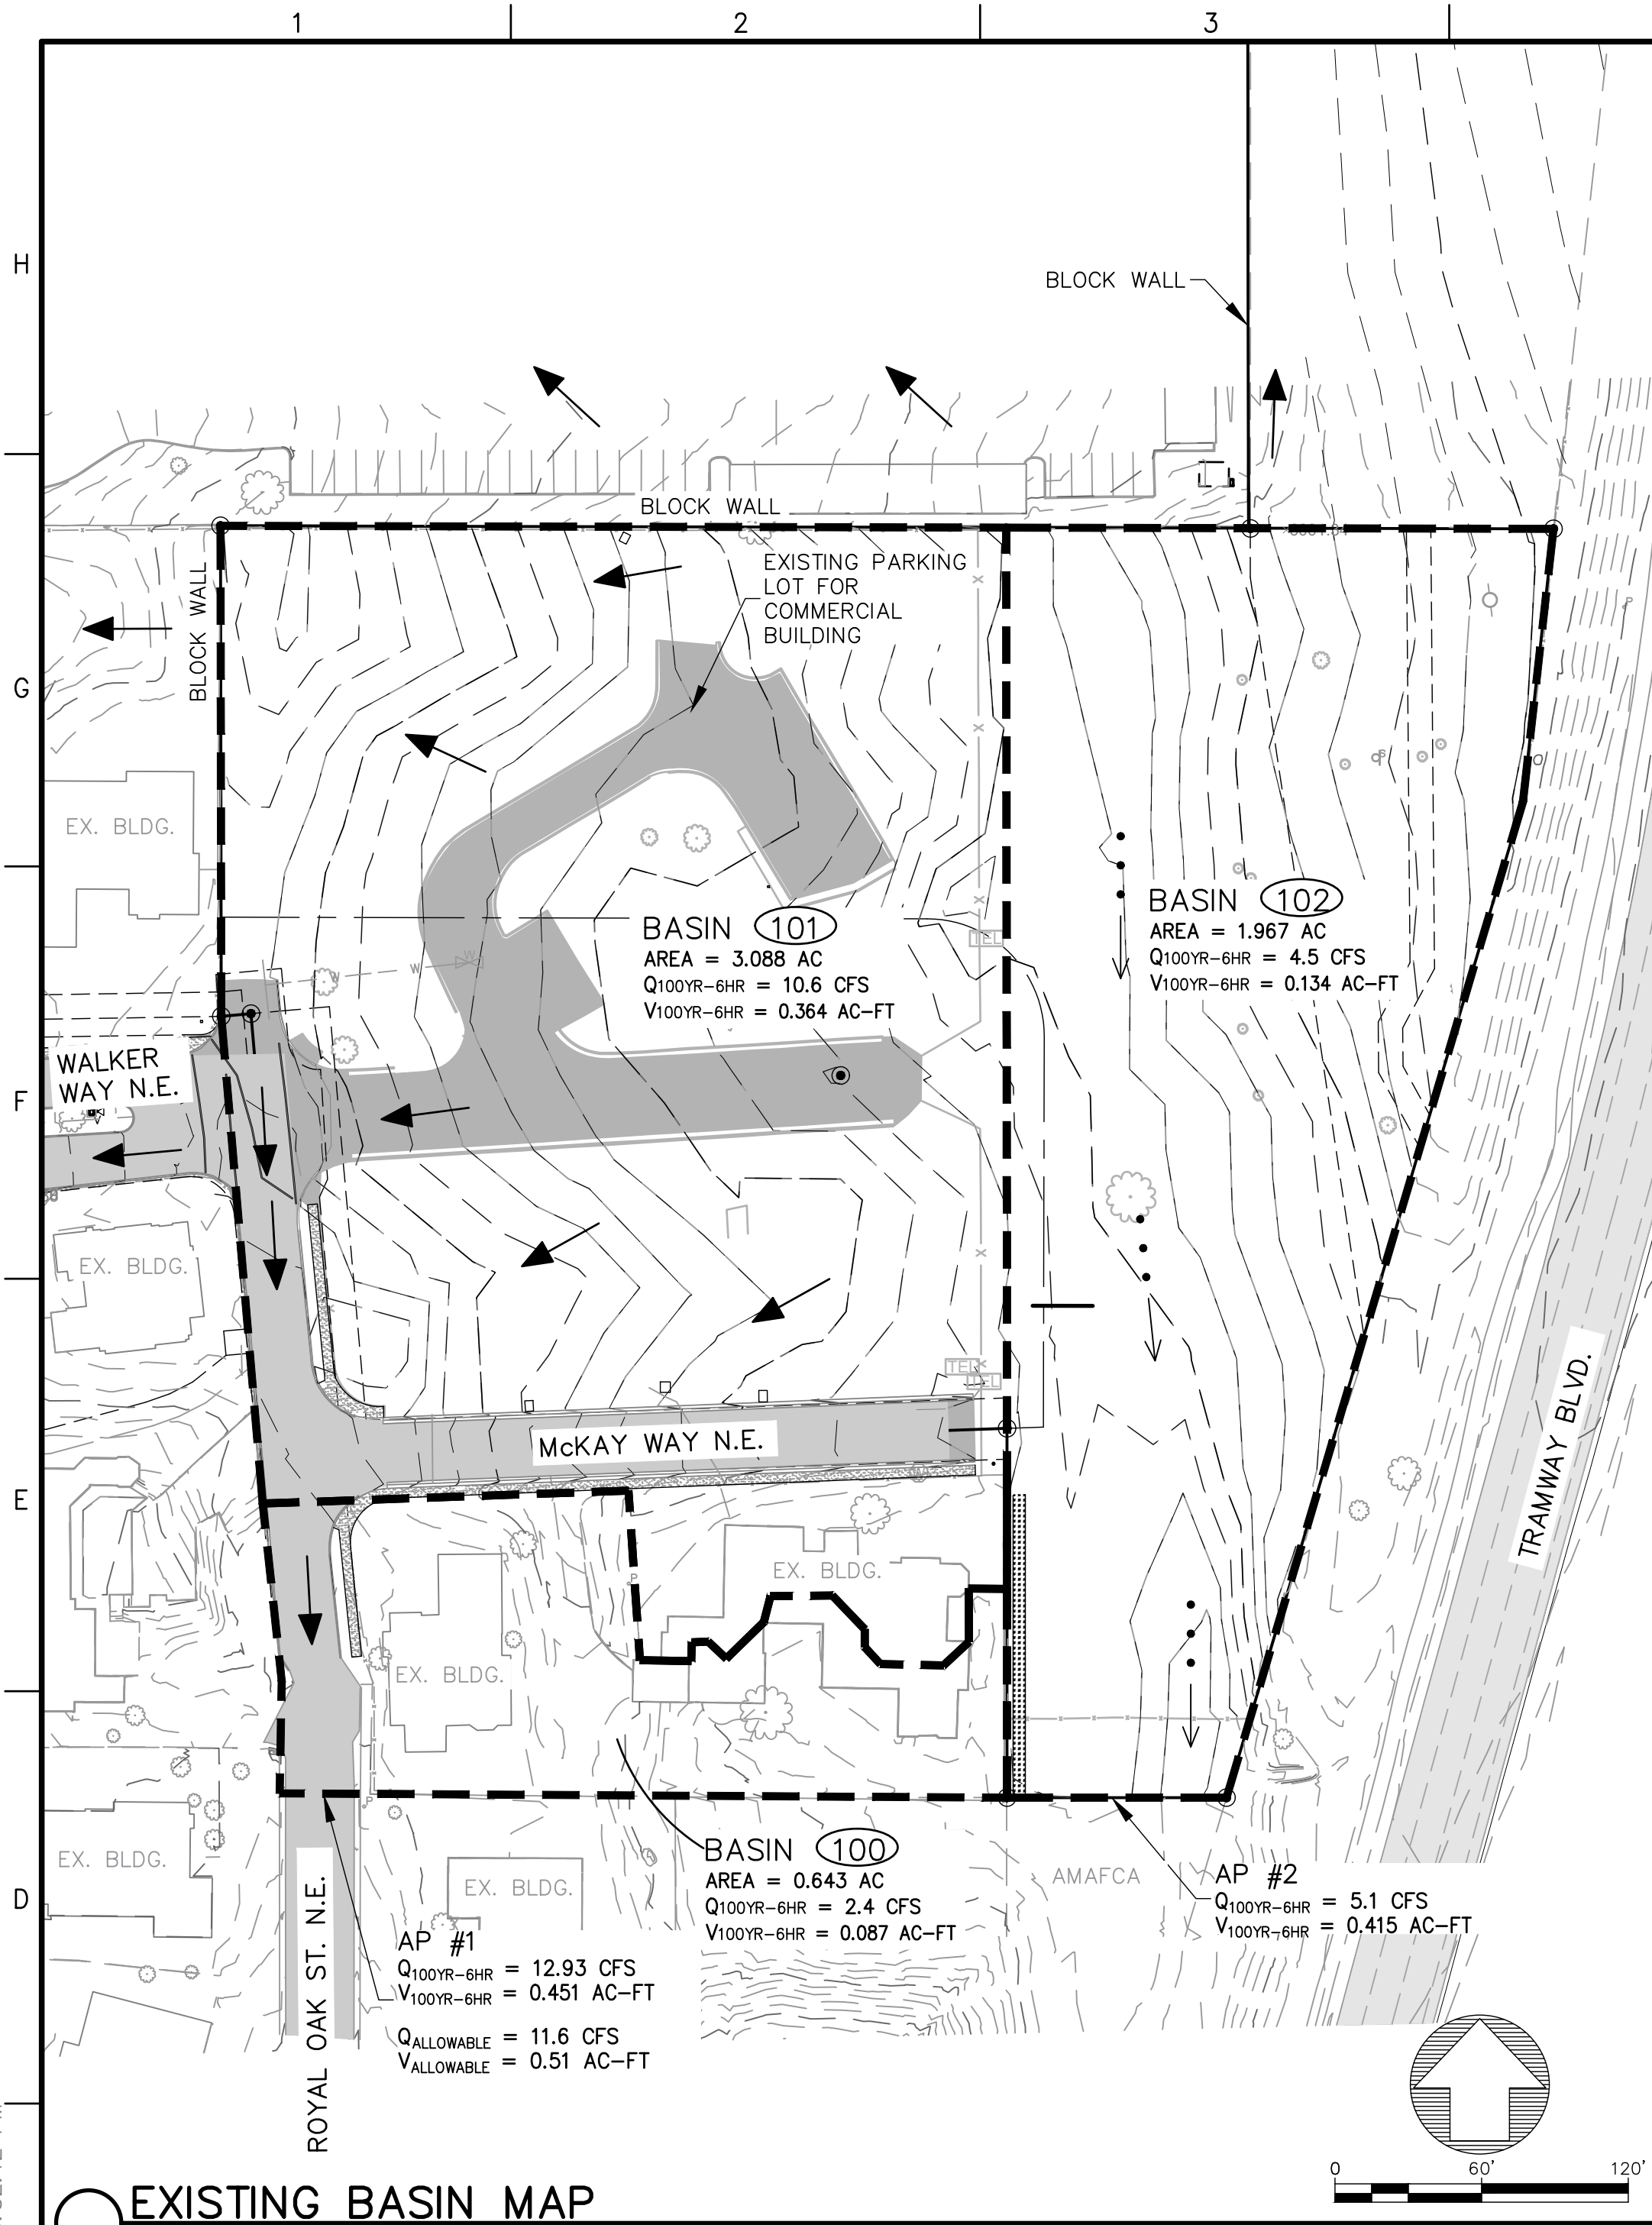 1
2
3
H
BLOCK WALL
BLOCK WALL
EXISTING PARKING
LOT FOR
COMMERCIAL
BUILDING
BLOCK WALL
G
EX. BLDG.
BASIN 101
AREA = 3.088 AC
Q100YR-6HR = 10.6 CFS
V100YR-6HR = 0.364 AC-FT
BASIN 102
AREA = 1.967 AC
Q100YR-6HR = 4.5 CFS
V100YR-6HR = 0.134 AC-FT
TEL
WALKER
WAY N.E.
F
EX. BLDG.
TEL
TEL
McKAY WAY N.E.
TRAMWAY BLVD.
E
EX. BLDG.
EX. BLDG.
BASIN 100
AREA = 0.643 AC
Q100YR-6HR = 2.4 CFS
V100YR-6HR = 0.087 AC-FT
EX. BLDG.
EX. BLDG.
AMAFCA
AP #2
Q100YR-6HR = 5.1 CFS
V100YR-6HR = 0.415 AC-FT
D
AP #1
Q100YR-6HR = 12.93 CFS
V100YR-6HR = 0.451 AC-FT
QALLOWABLE = 11.6 CFS
VALLOWABLE = 0.51 AC-FT
ROYAL OAK ST. N.E.
0 60' 120'
EXISTING BASIN MAP